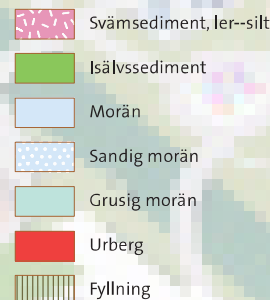 Svämsediment, ler--silt
Isälvssediment
Morän
Sandig morän
Grusig morän
Urberg
Fyllning